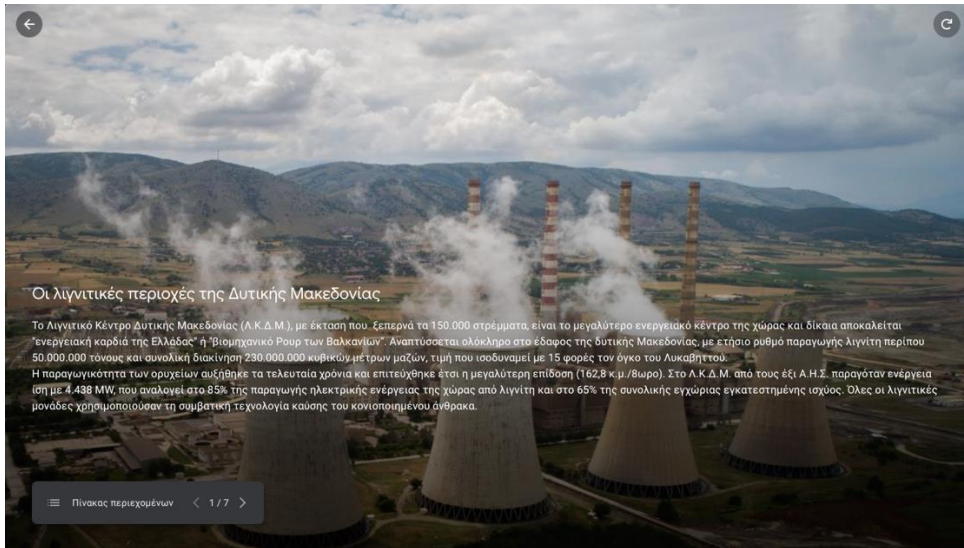 Οι λιγνιτικές περιοχές της Δυτικής Μακεδονίας
Το Λιγνιτικό Κέντρο Δυτικής Μακεδονίας (Λ.Κ.Δ.Μ.), με έκταση που ξεπερνά τα 150.000 στρέμματα, είναι το μεγαλύτερο ενεργειακό κέντρο της χώρας και δίκαια αποκαλείται
"ενεργειακή καρδιά της Ελλάδας" ή "βιομηχανικό Ρουρ των Βαλκανίων". Αναπτύσσεται ολόκληρο στο έδαφος της δυτικής Μακεδονίας, με ετήσιο ρυθμό παραγωγής λιγνίτη περίπου
50.000.000 τόνους και συνολική διακίνηση 230.000.000 κυβικών μέτρων μαζών, τιμή που ισοδυναμεί με 15 φορές τον όγκο του Λυκαβηττού.
Η παραγωγικότητα των ορυχείων αυξήθηκε τα τελευταία χρόνια και επιτεύχθηκε έτσι η μεγαλύτερη επίδοση (162,8 κ.μ./8ωρο). Στο Λ.Κ.Δ.Μ. από τους έξι Α.Η.Σ. παραγόταν ενέργεια
ίση με 4.438 MW, που αναλογεί στο 85% της παραγωγής ηλεκτρικής ενέργειας της χώρας από λιγνίτη και στο 65% της συνολικής εγχώριας εγκατεστημένης ισχύος. Όλες οι λιγνιτικές
μονάδες χρησιμοποιούσαν τη συμβατική τεχνολογία καύσης του κονιοποιημένου άνθρακα.
Πίνακας περιεχομένων 1 / 7